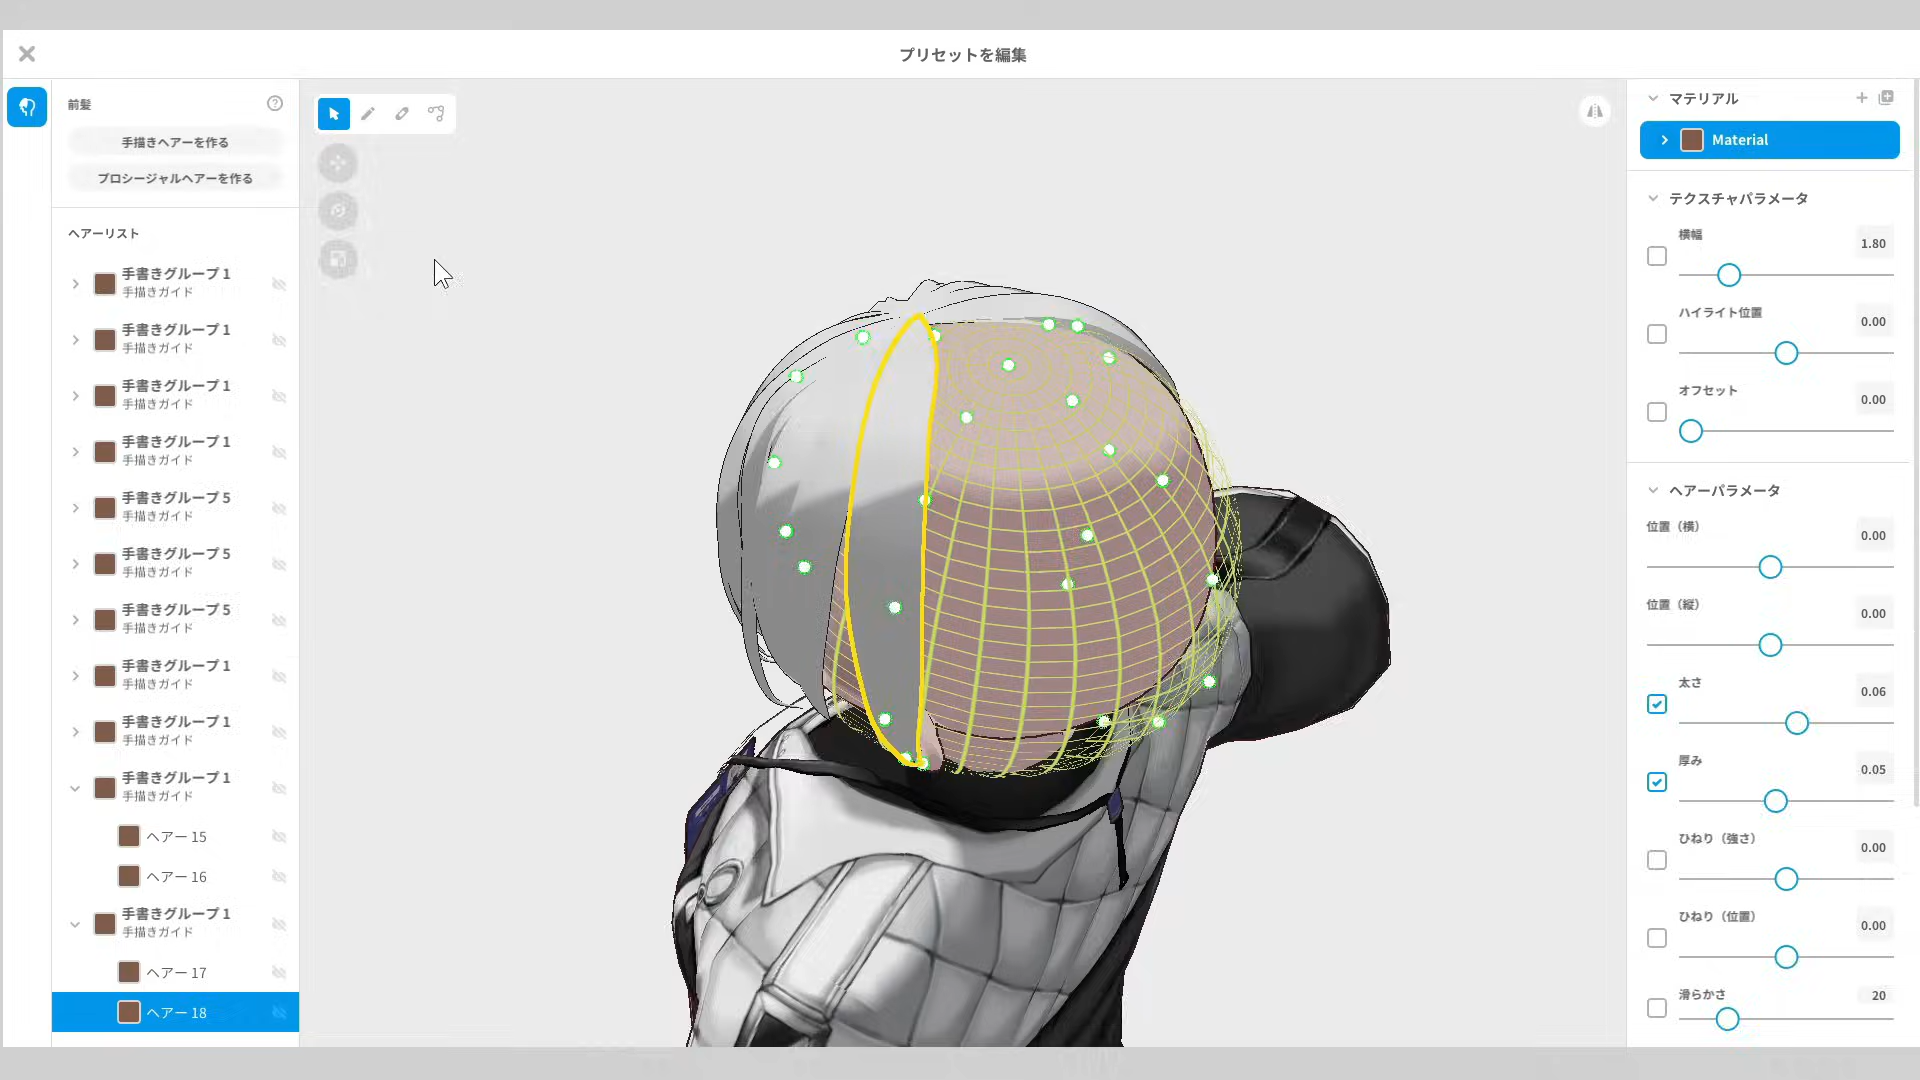 プリセットを編集
前髪
手描きヘアーを作る
プロシージャルヘアーを作る
ヘアーリスト
手書きグループ 1
手描きガイド
手書きグループ 1
手描きガイド
手書きグループ 1
手描きガイド
手書きグループ 1
手描きガイド
手書きグループ 5
手描きガイド
手書きグループ 5
手描きガイド
手書きグループ 5
手描きガイド
手書きグループ 1
手描きガイド
手書きグループ 1
手描きガイド
手書きグループ 1
手描きガイド
ヘアー 15
ヘアー 16
手書きグループ 1
手描きガイド
ヘアー 17
ヘアー 18
マテリアル
Material
テクスチャパラメータ
横幅
1.80
ハイライト位置
0.00
オフセット
0.00
ヘアーパラメータ
位置（横）
0.00
位置（縦）
0.00
太さ
0.06
厚み
0.05
ひねり（強さ）
0.00
ひねり（位置）
0.00
滑らかさ
20